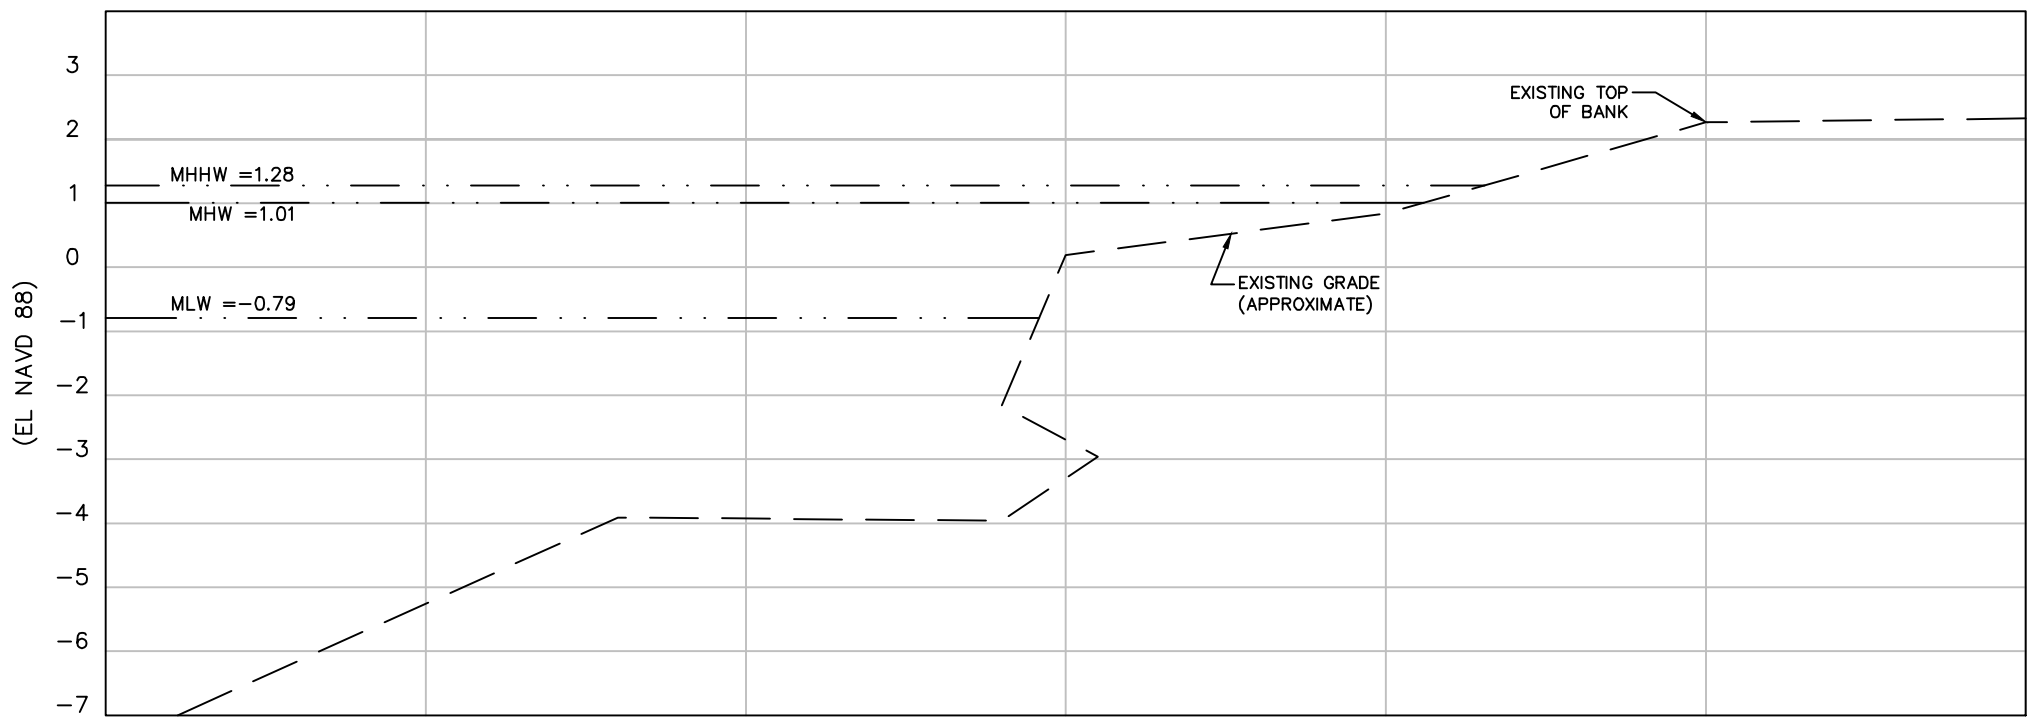 3
EXISTING TOP
OF BANK
2
MHHW =1.28
1
MHW =1.01
0
EXISTING GRADE
(APPROXIMATE)
MLW =-0.79
-1
(EL NAVD 88)
-2
-3
-4
-5
-6
-7